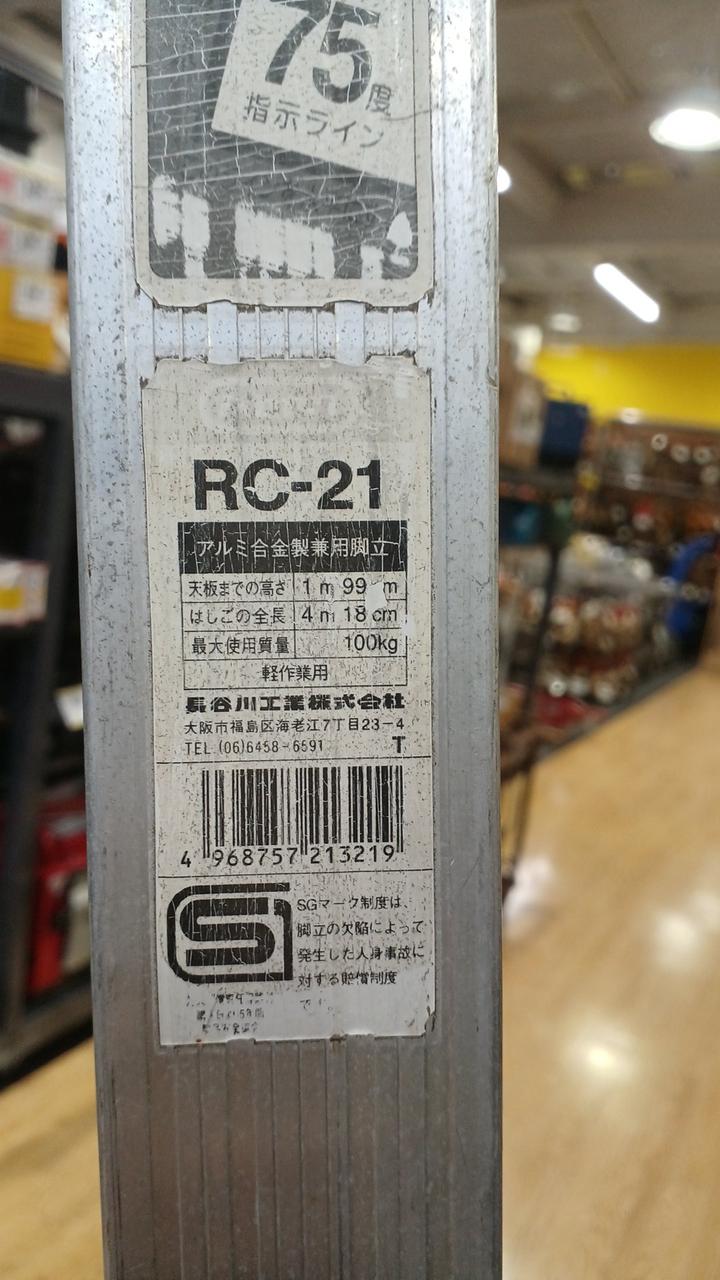 75度
指示ライン
RC-21
アルミ合金製兼用脚立
天板までの高さ 1m 99 m
はしごの全長 4m 18cm
最大使用質量 100kg
軽作業用
長谷川工業株式会社
大阪市福島区海老江7丁目23-4
TEL (06)6458-6591 T
4 968757 213219
SG
SGマーク制度は、
脚立の欠陥によって
発生した人身事故に
対する賠償制度
です